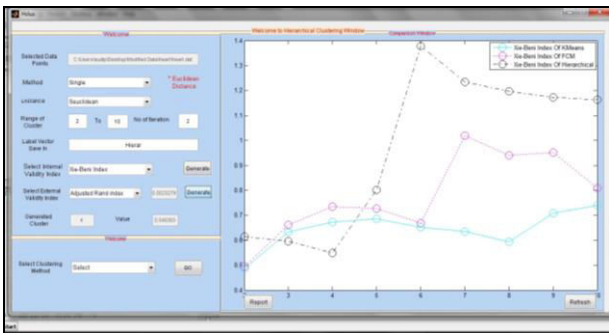 Welcome
Selected Data
Points
Method
Single
* Euclidean
Distance
Distance
Seuclidean
Range of
Cluster
2
To
10
No of Iteration
2
Label Vector
Save In
Hierar
Select Internal
Validity Index
Xie-Beni Index
Generate
Select External
Validity Index
Adjusted Rand Index
Generate
Generated
Cluster
Value
Welcome
Select Clustering
Method
Select
GO
Welcome to Hierarchical Clustering Window
Comparison Window
Xie-Beni Index Of KMeans
Xie-Beni Index of FCM
Xie-Beni Index Of Hierarchical
1.4
1.3
1.2
1.1
1
0.9
0.8
0.7
0.6
0.5
0.4
3
4
5
6
7
8
9
Report
Refresh
Start